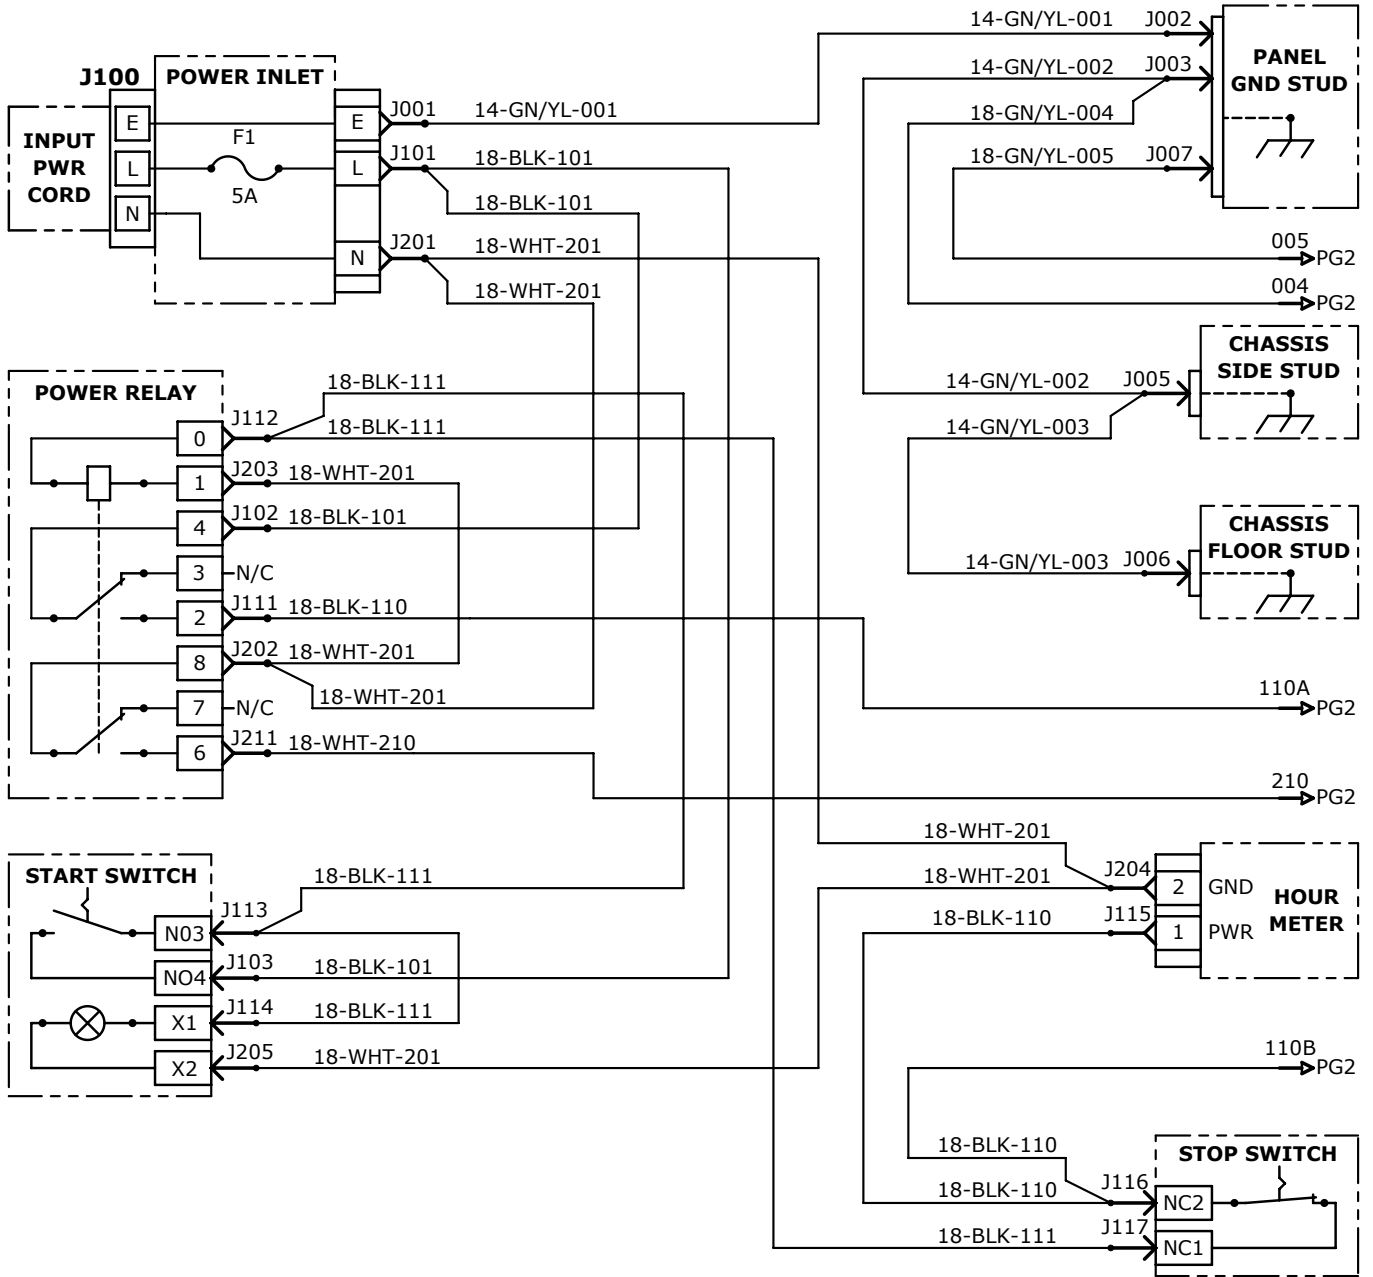 J100
POWER INLET
INPUT
PWR
CORD
E
L
N
F1
5A
E
L
N
J001
14-GN/YL-001
J101
18-BLK-101
18-BLK-101
J201
18-WHT-201
18-WHT-201
14-GN/YL-001
J002
14-GN/YL-002
J003
18-GN/YL-004
18-GN/YL-005
J007
PANEL
GND STUD
005
PG2
004
PG2
CHASSIS
SIDE STUD
14-GN/YL-002
J005
14-GN/YL-003
CHASSIS
FLOOR STUD
14-GN/YL-003
J006
POWER RELAY
18-BLK-111
0
J112
18-BLK-111
1
J203
18-WHT-201
4
J102
18-BLK-101
3
N/C
2
J111
18-BLK-110
8
J202
18-WHT-201
18-WHT-201
7
N/C
6
J211
18-WHT-210
110A
PG2
210
PG2
START SWITCH
18-BLK-111
N03
J113
NO4
J103
18-BLK-101
X1
J114
18-BLK-111
X2
J205
18-WHT-201
18-WHT-201
J204
18-WHT-201
2
GND
18-BLK-110
J115
1
PWR
HOUR
METER
110B
PG2
STOP SWITCH
18-BLK-110
J116
18-BLK-110
NC2
J117
18-BLK-111
NC1